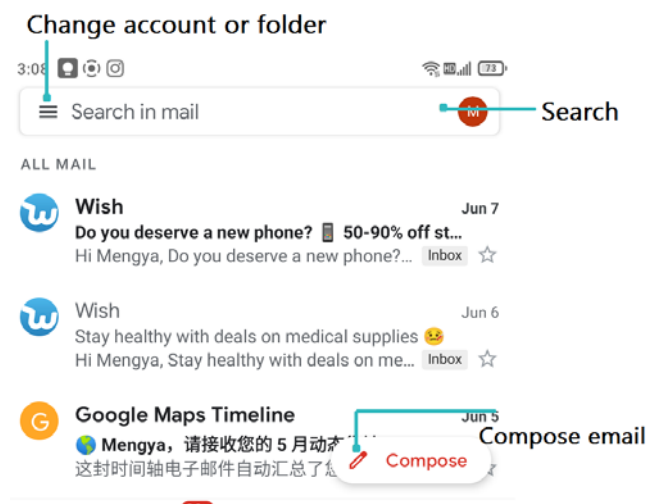 Change account or folder
3:08
HD
73
Search in mail
M
Search
ALL MAIL
Wish
Jun 7
Do you deserve a new phone? 📱 50-90% off st...
Hi Mengya, Do you deserve a new phone?... Inbox
Wish
Jun 6
Stay healthy with deals on medical supplies 🤒
Hi Mengya, Stay healthy with deals on me... Inbox
G
Google Maps Timeline
Jun 5
🌎 Mengya，请接收您的 5 月动态
Compose email
这封时间轴电子邮件自动汇总了您
Compose